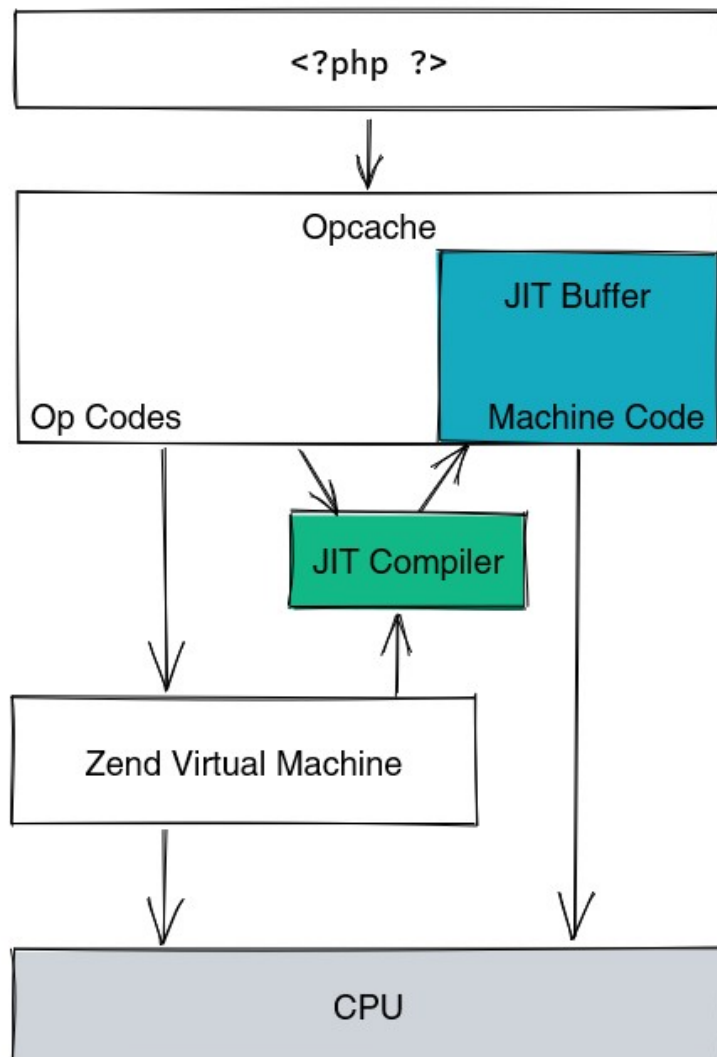 <?php ?>
Opcache
JIT Buffer
Op Codes
Machine Code
JIT Compiler
Zend Virtual Machine
CPU